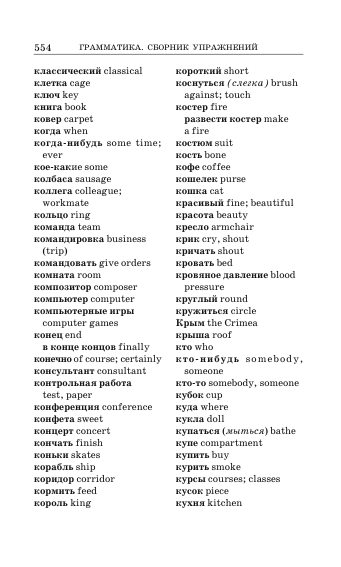 554 ГРАММАТИКА. СБОРНИК УПРАЖНЕНИЙ
классический classical
клетка cage
ключ key
книга book
ковер carpet
когда when
когда-нибудь some time;
ever
кое-какие some
колбаса sausage
коллега colleague;
workmate
кольцо ring
команда team
командировка business
(trip)
командовать give orders
комната room
композитор composer
компьютер computer
компьютерные игры
computer games
конец end
в конце концов finally
конечно of course; certainly
консультант consultant
контрольная работа
test, paper
конференция conference
конфета sweet
концерт concert
кончать finish
коньки skates
корабль ship
коридор corridor
кормить feed
король king
короткий short
коснуться (слегка) brush
against; touch
костер fire
развести костер make
a fire
костюм suit
кость bone
кофе coffee
кошелек purse
кошка cat
красивый fine; beautiful
красота beauty
кресло armchair
крик cry, shout
кричать shout
кровать bed
кровяное давление blood
pressure
круглый round
кружиться circle
Крым the Crimea
крыша roof
кто who
кто-нибудь somebody,
someone
кто-то somebody, someone
кубок cup
куда where
кукла doll
купаться (мыться) bathe
купе compartment
купить buy
курить smoke
курсы courses; classes
кусок piece
кухня kitchen